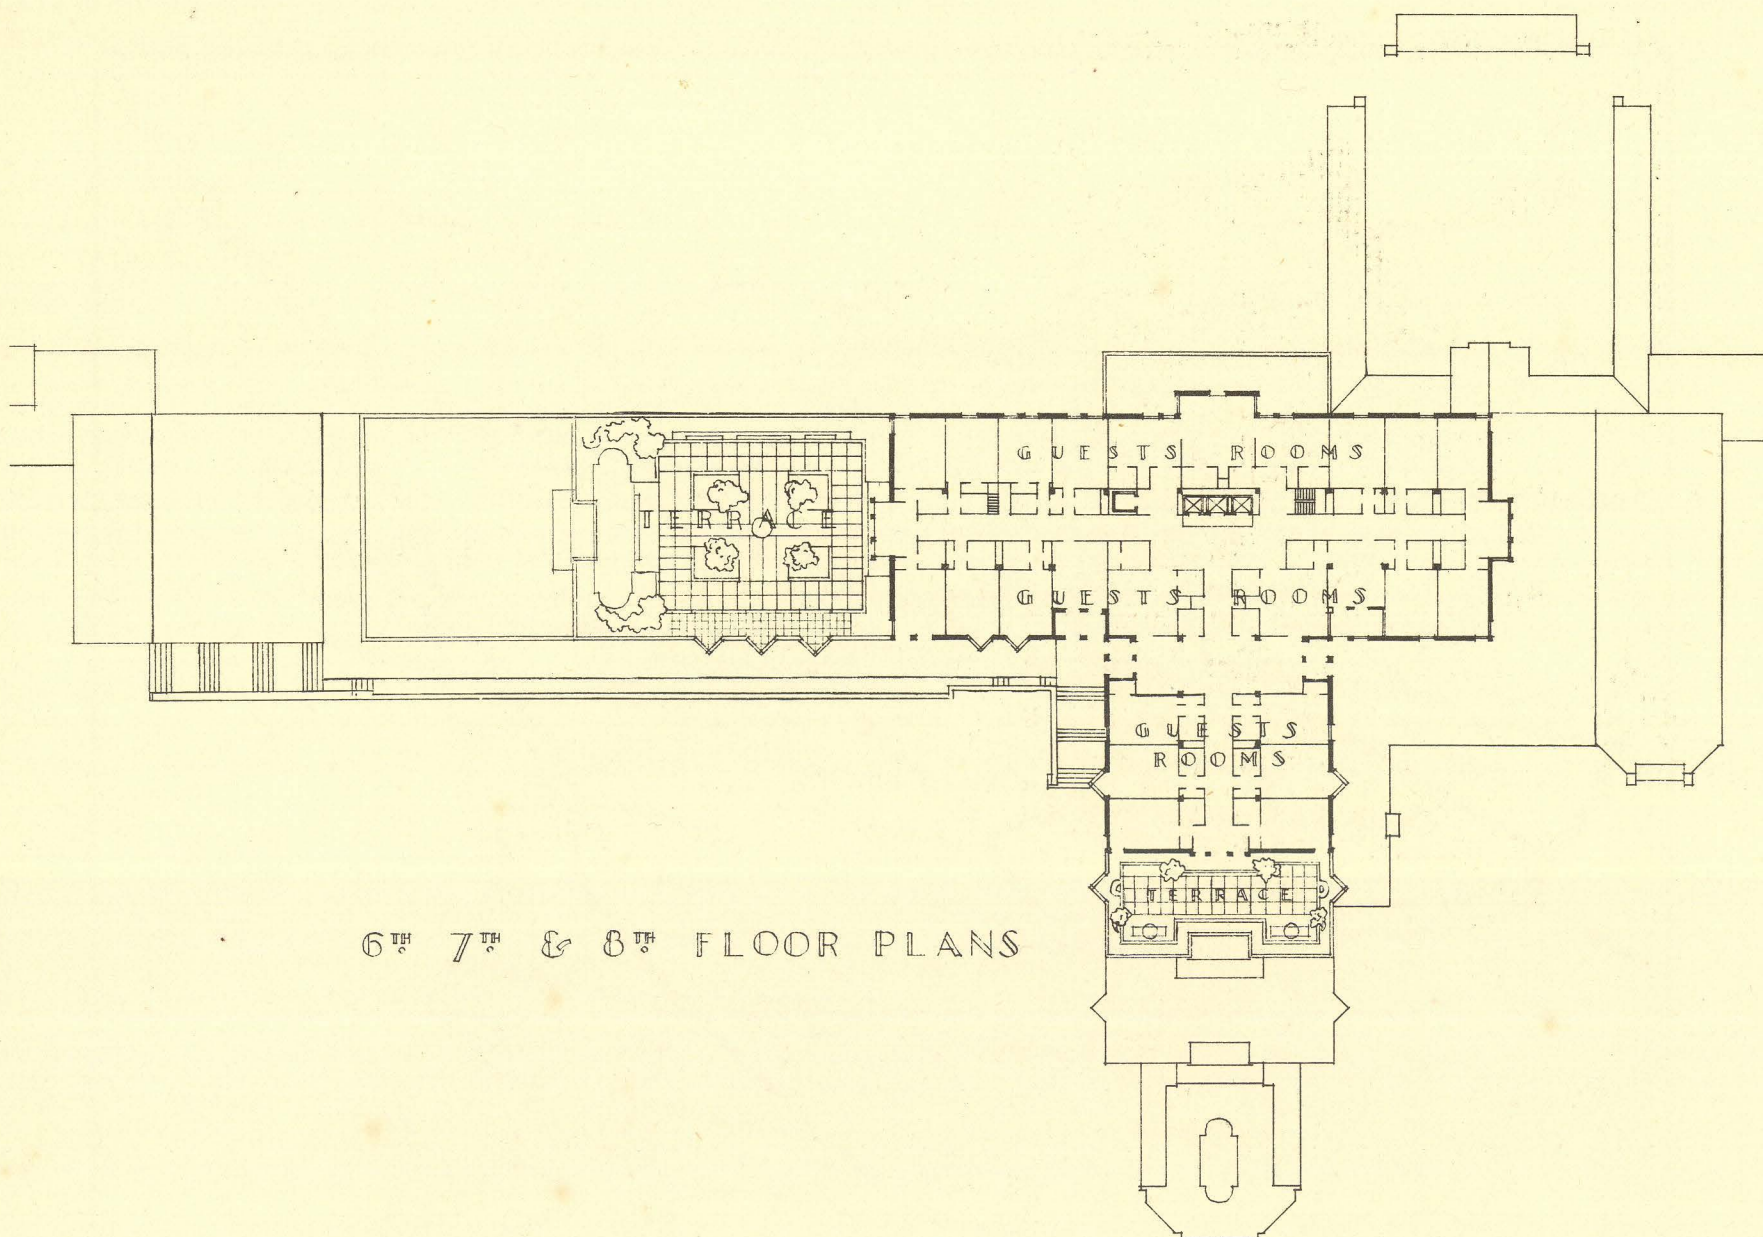 GUESTS ROOMS
TERRACE
GUESTS ROOMS
GUESTS
ROOMS
TERRACE
6TH 7TH & 8TH FLOOR PLANS